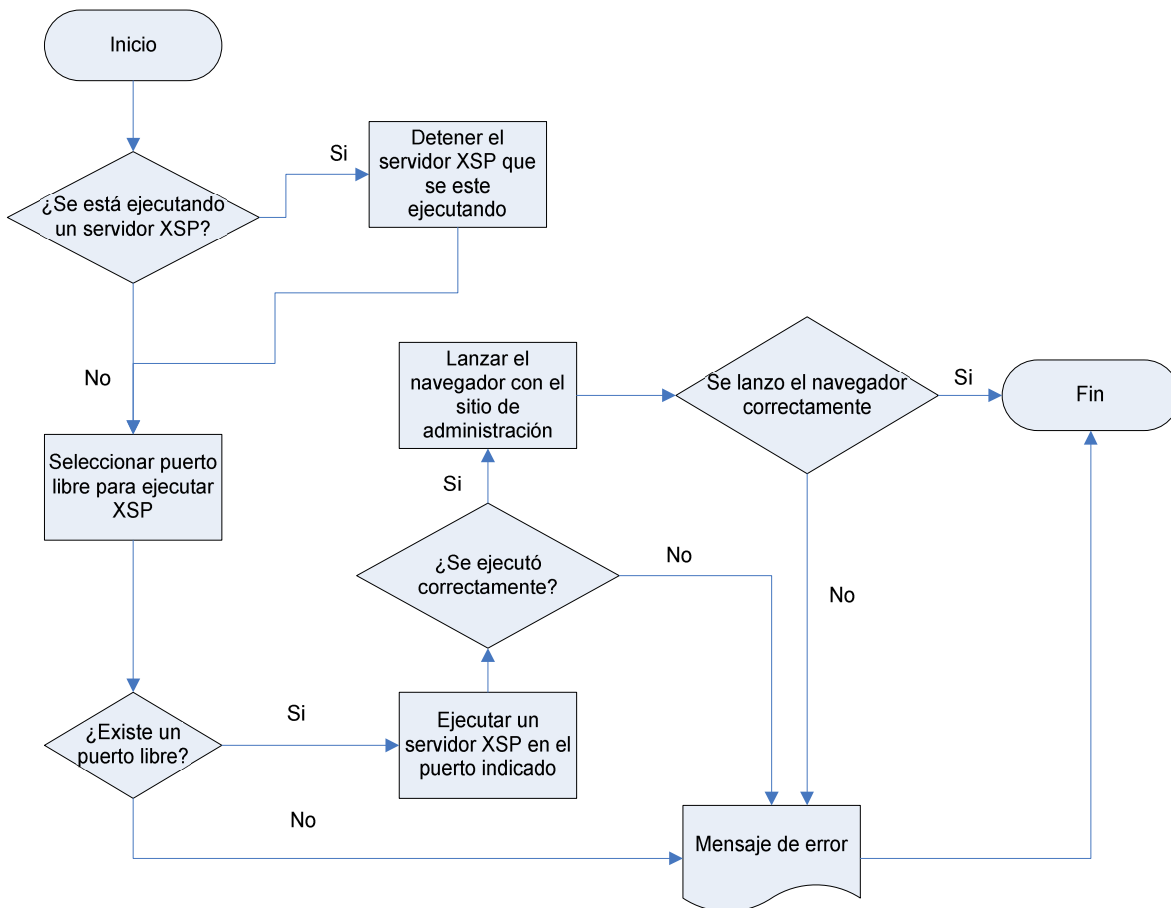 Inicio
¿Se está ejecutando
un servidor XSP?
Si
Detener el
servidor XSP que
se este
ejecutando
No
Seleccionar puerto
libre para ejecutar
XSP
¿Existe un
puerto libre?
Si
No
Ejecutar un
servidor XSP en el
puerto indicado
¿Se ejecutó
correctamente?
Si
No
Lanzar el
navegador con el
sitio de
administración
Se lanzo el navegador
correctamente
Si
No
Mensaje de error
Fin